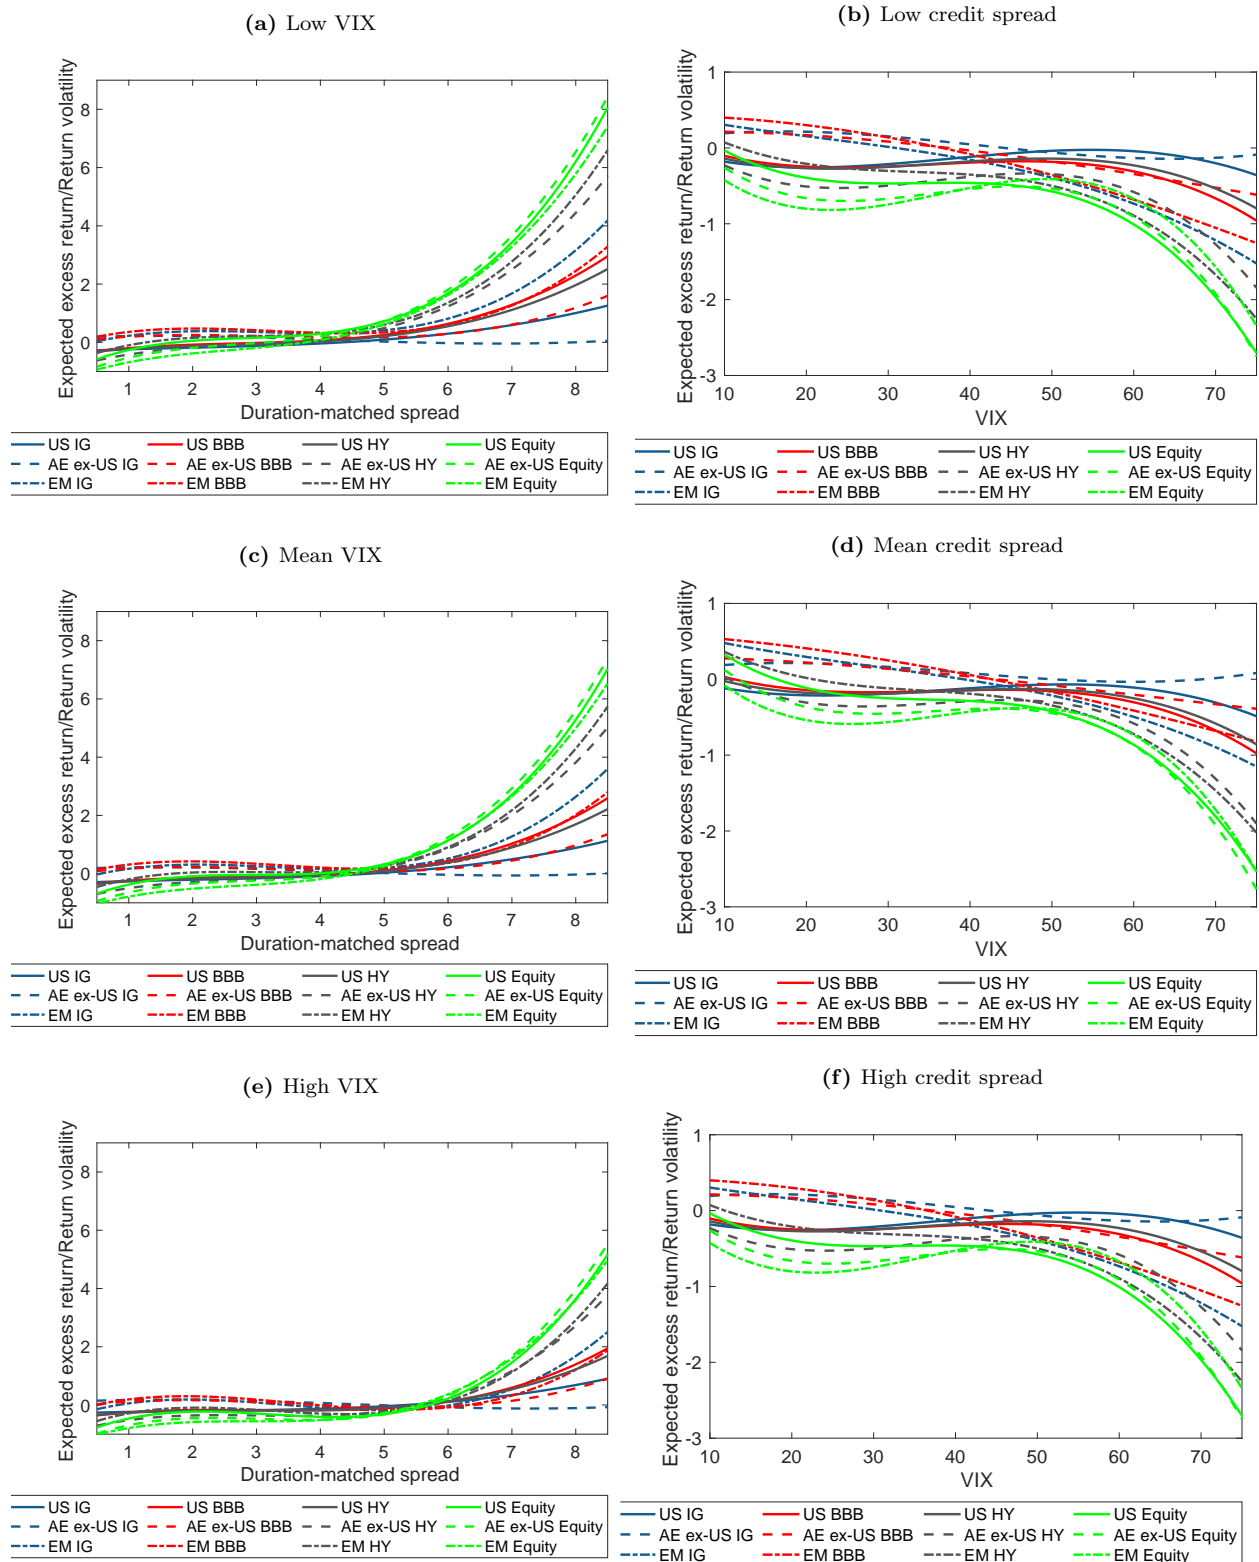 (a) Low VIX
Expected excess return/Return volatility
8
6
4
2
0
1 2 3 4 5 6 7 8
Duration-matched spread
US IG US BBB US HY US Equity
AE ex-US IG AE ex-US BBB AE ex-US HY AE ex-US Equity
EM IG EM BBB EM HY EM Equity
(b) Low credit spread
Expected excess return/Return volatility
1
0
-1
-2
-3
10 20 30 40 50 60 70
VIX
US IG US BBB US HY US Equity
AE ex-US IG AE ex-US BBB AE ex-US HY AE ex-US Equity
EM IG EM BBB EM HY EM Equity
(c) Mean VIX
Expected excess return/Return volatility
8
6
4
2
0
1 2 3 4 5 6 7 8
Duration-matched spread
US IG US BBB US HY US Equity
AE ex-US IG AE ex-US BBB AE ex-US HY AE ex-US Equity
EM IG EM BBB EM HY EM Equity
(d) Mean credit spread
Expected excess return/Return volatility
1
0
-1
-2
-3
10 20 30 40 50 60 70
VIX
US IG US BBB US HY US Equity
AE ex-US IG AE ex-US BBB AE ex-US HY AE ex-US Equity
EM IG EM BBB EM HY EM Equity
(e) High VIX
Expected excess return/Return volatility
8
6
4
2
0
1 2 3 4 5 6 7 8
Duration-matched spread
US IG US BBB US HY US Equity
AE ex-US IG AE ex-US BBB AE ex-US HY AE ex-US Equity
EM IG EM BBB EM HY EM Equity
(f) High credit spread
Expected excess return/Return volatility
1
0
-1
-2
-3
10 20 30 40 50 60 70
VIX
US IG US BBB US HY US Equity
AE ex-US IG AE ex-US BBB AE ex-US HY AE ex-US Equity
EM IG EM BBB EM HY EM Equity